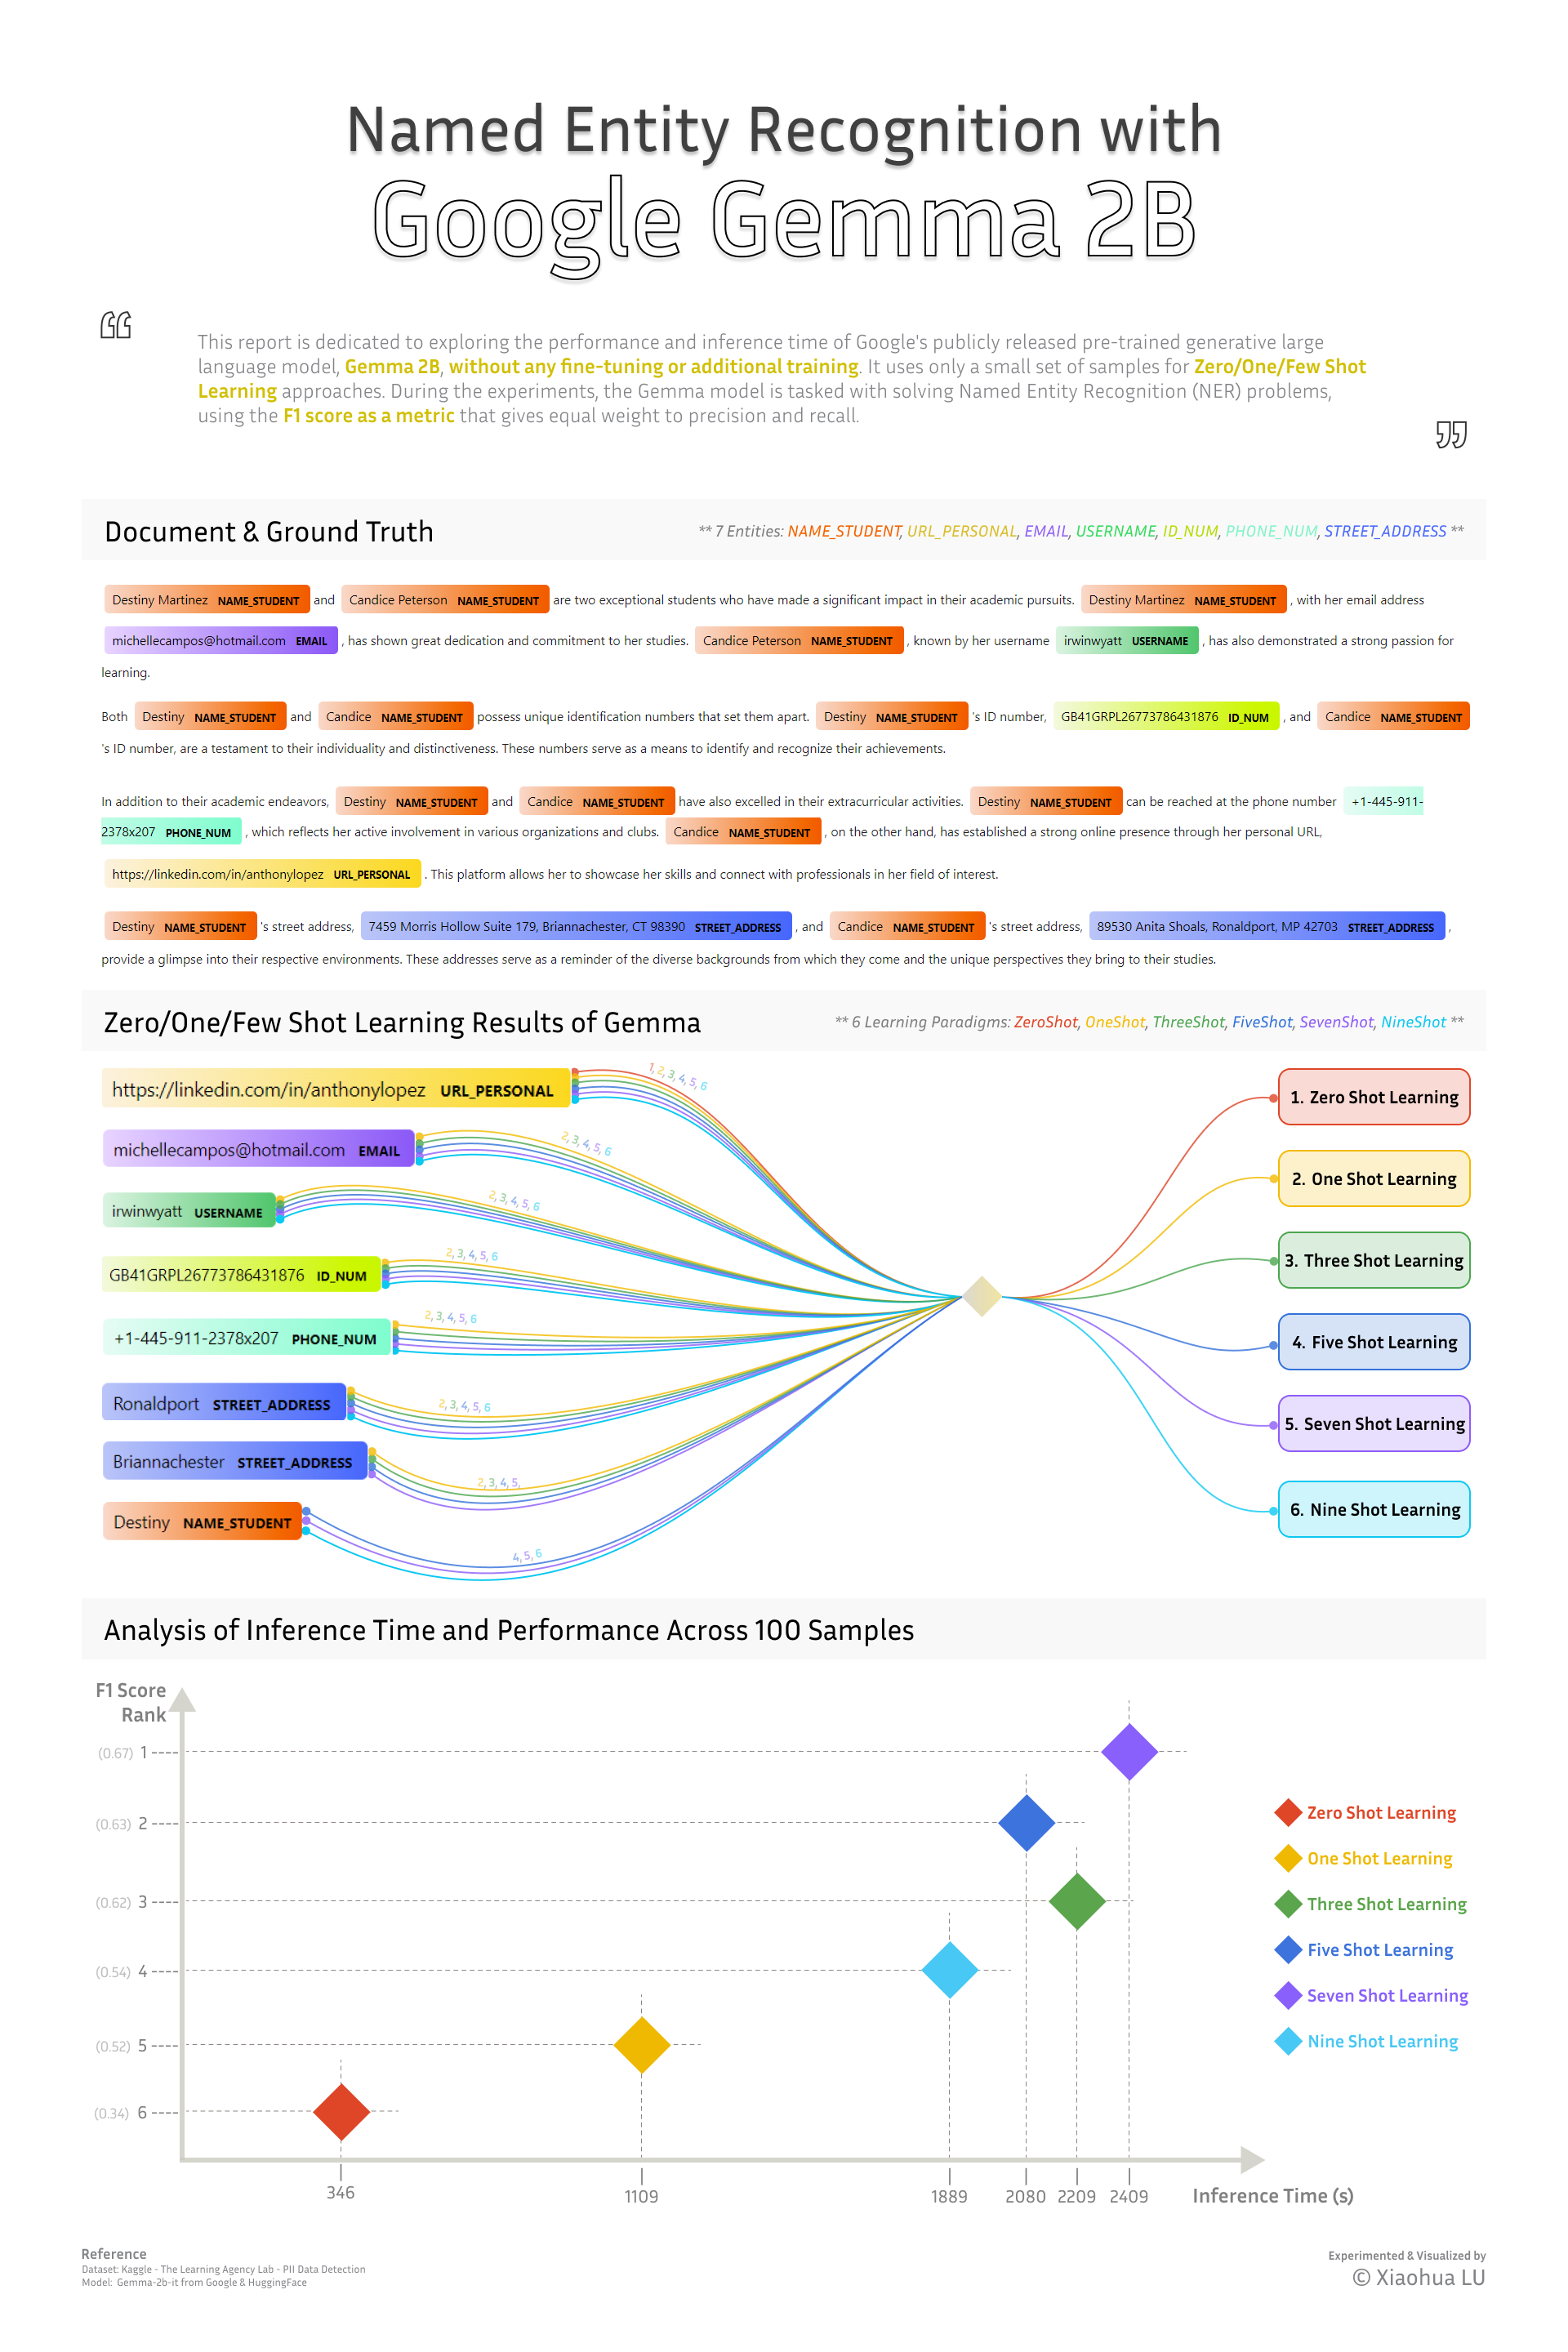 Named Entity Recognition with
Google Gemma 2B
“
This report is dedicated to exploring the performance and inference time of Google's publicly released pre-trained generative large
language model, Gemma 2B, without any fine-tuning or additional training. It uses only a small set of samples for Zero/One/Few Shot
Learning approaches. During the experiments, the Gemma model is tasked with solving Named Entity Recognition (NER) problems,
using the F1 score as a metric that gives equal weight to precision and recall.
”
Document & Ground Truth
** 7 Entities: NAME_STUDENT, URL_PERSONAL, EMAIL, USERNAME, ID_NUM, PHONE_NUM, STREET_ADDRESS **
Destiny Martinez NAME_STUDENT and Candice Peterson NAME_STUDENT are two exceptional students who have made a significant impact in their academic pursuits. Destiny Martinez NAME_STUDENT , with her email address
michellecampos@hotmail.com EMAIL , has shown great dedication and commitment to her studies. Candice Peterson NAME_STUDENT , known by her username irwinwyatt USERNAME , has also demonstrated a strong passion for
learning.
Both Destiny NAME_STUDENT and Candice NAME_STUDENT possess unique identification numbers that set them apart. Destiny NAME_STUDENT 's ID number, GB41GRPL26773786431876 ID_NUM , and Candice NAME_STUDENT
's ID number, are a testament to their individuality and distinctiveness. These numbers serve as a means to identify and recognize their achievements.
In addition to their academic endeavors, Destiny NAME_STUDENT and Candice NAME_STUDENT have also excelled in their extracurricular activities. Destiny NAME_STUDENT can be reached at the phone number +1-445-911-
2378x207 PHONE_NUM , which reflects her active involvement in various organizations and clubs. Candice NAME_STUDENT , on the other hand, has established a strong online presence through her personal URL,
https://linkedin.com/in/anthonylopez URL_PERSONAL . This platform allows her to showcase her skills and connect with professionals in her field of interest.
Destiny NAME_STUDENT 's street address, 7459 Morris Hollow Suite 179, Briannachester, CT 98390 STREET_ADDRESS , and Candice NAME_STUDENT 's street address, 89530 Anita Shoals, Ronaldport, MP 42703 STREET_ADDRESS ,
provide a glimpse into their respective environments. These addresses serve as a reminder of the diverse backgrounds from which they come and the unique perspectives they bring to their studies.
Zero/One/Few Shot Learning Results of Gemma
** 6 Learning Paradigms: ZeroShot, OneShot, ThreeShot, FiveShot, SevenShot, NineShot **
https://linkedin.com/in/anthonylopez URL_PERSONAL
1, 2, 3, 4, 5, 6
michellecampos@hotmail.com EMAIL
2, 3, 4, 5, 6
irwinwyatt USERNAME
2, 3, 4, 5, 6
GB41GRPL26773786431876 ID_NUM
2, 3, 4, 5, 6
+1-445-911-2378x207 PHONE_NUM
2, 3, 4, 5, 6
Ronaldport STREET_ADDRESS
2, 3, 4, 5, 6
Briannachester STREET_ADDRESS
2, 3, 4, 5,
Destiny NAME_STUDENT
4, 5, 6
1. Zero Shot Learning
2. One Shot Learning
3. Three Shot Learning
4. Five Shot Learning
5. Seven Shot Learning
6. Nine Shot Learning
Analysis of Inference Time and Performance Across 100 Samples
F1 Score
Rank
(0.67) 1
(0.63) 2
(0.62) 3
(0.54) 4
(0.52) 5
(0.34) 6
346
1109
1889
2080
2209
2409
Inference Time (s)
Zero Shot Learning
One Shot Learning
Three Shot Learning
Five Shot Learning
Seven Shot Learning
Nine Shot Learning
Reference
Dataset: Kaggle - The Learning Agency Lab - PII Data Detection
Model: Gemma-2b-it from Google & HuggingFace
Experimented & Visualized by
© Xiaohua LU